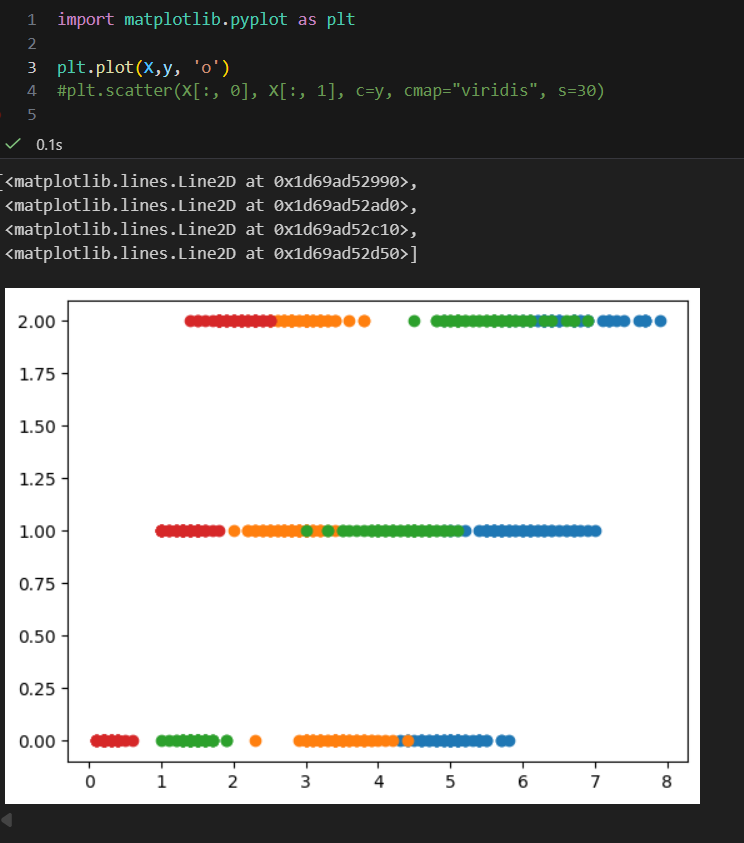 1 import matplotlib.pyplot as plt
2
3 plt.plot(X,y, 'o')
4 #plt.scatter(X[:, 0], X[:, 1], c=y, cmap="viridis", s=30)
5
0.1s
[<matplotlib.lines.Line2D at 0x1d69ad52990>,
<matplotlib.lines.Line2D at 0x1d69ad52ad0>,
<matplotlib.lines.Line2D at 0x1d69ad52c10>,
<matplotlib.lines.Line2D at 0x1d69ad52d50>]
2.00
1.75
1.50
1.25
1.00
0.75
0.50
0.25
0.00
0 1 2 3 4 5 6 7 8